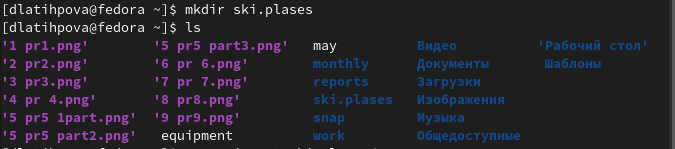 [dlatihpova@fedora ~]$ mkdir ski.plases
[dlatihpova@fedora ~]$ ls
'1 pr1.png' '5 pr5 part3.png' may Видео 'Рабочий стол'
'2 pr2.png' '6 pr 6.png' monthly Документы Шаблоны
'3 pr3.png' '7 pr 7.png' reports Загрузки
'4 pr 4.png' '8 pr8.png' ski.plases Изображения
'5 pr5 1part.png' '9 pr9.png' snap Музыка
'5 pr5 part2.png' equipment work Общедоступные